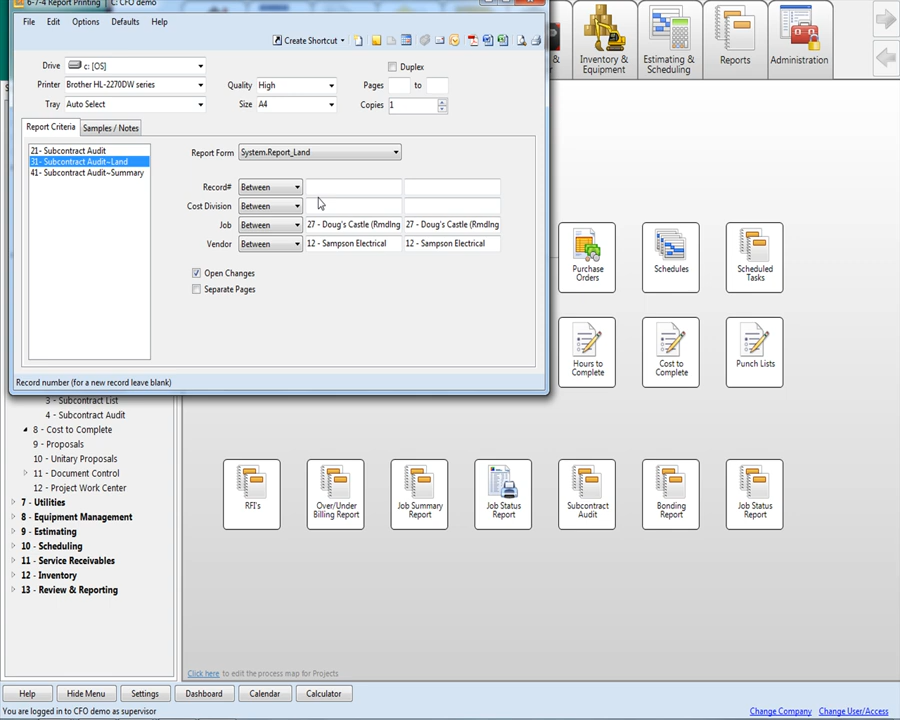 6-7-4 Report Printing C: CFO demo
File Edit Options Defaults Help
Create Shortcut
Drive c: [OS] Duplex
Printer Brother HL-2270DW series Quality High Pages to
Tray Auto Select Size A4 Copies 1
Report Criteria Samples / Notes
21- Subcontract Audit
31- Subcontract Audit~Land
41- Subcontract Audit~Summary
Report Form System.Report_Land
Record# Between
Cost Division Between
Job Between 27 - Doug's Castle (Rmdlng 27 - Doug's Castle (Rmdlng
Vendor Between 12 - Sampson Electrical 12 - Sampson Electrical
Open Changes
Separate Pages
Record number (for a new record leave blank)
&
Inventory & Equipment
Estimating & Scheduling
Reports
Administration
Purchase Orders
Schedules
Scheduled Tasks
Hours to Complete
Cost to Complete
Punch Lists
RFI's
Over/Under Billing Report
Job Summary Report
Job Status Report
Subcontract Audit
Bonding Report
Job Status Report
3 - Subcontract List
4 - Subcontract Audit
8 - Cost to Complete
9 - Proposals
10 - Unitary Proposals
11 - Document Control
12 - Project Work Center
7 - Utilities
8 - Equipment Management
9 - Estimating
10 - Scheduling
11 - Service Receivables
12 - Inventory
13 - Review & Reporting
Click here to edit the process map for Projects
Help Hide Menu Settings Dashboard Calendar Calculator
You are logged in to CFO demo as supervisor
Change Company Change User/Access